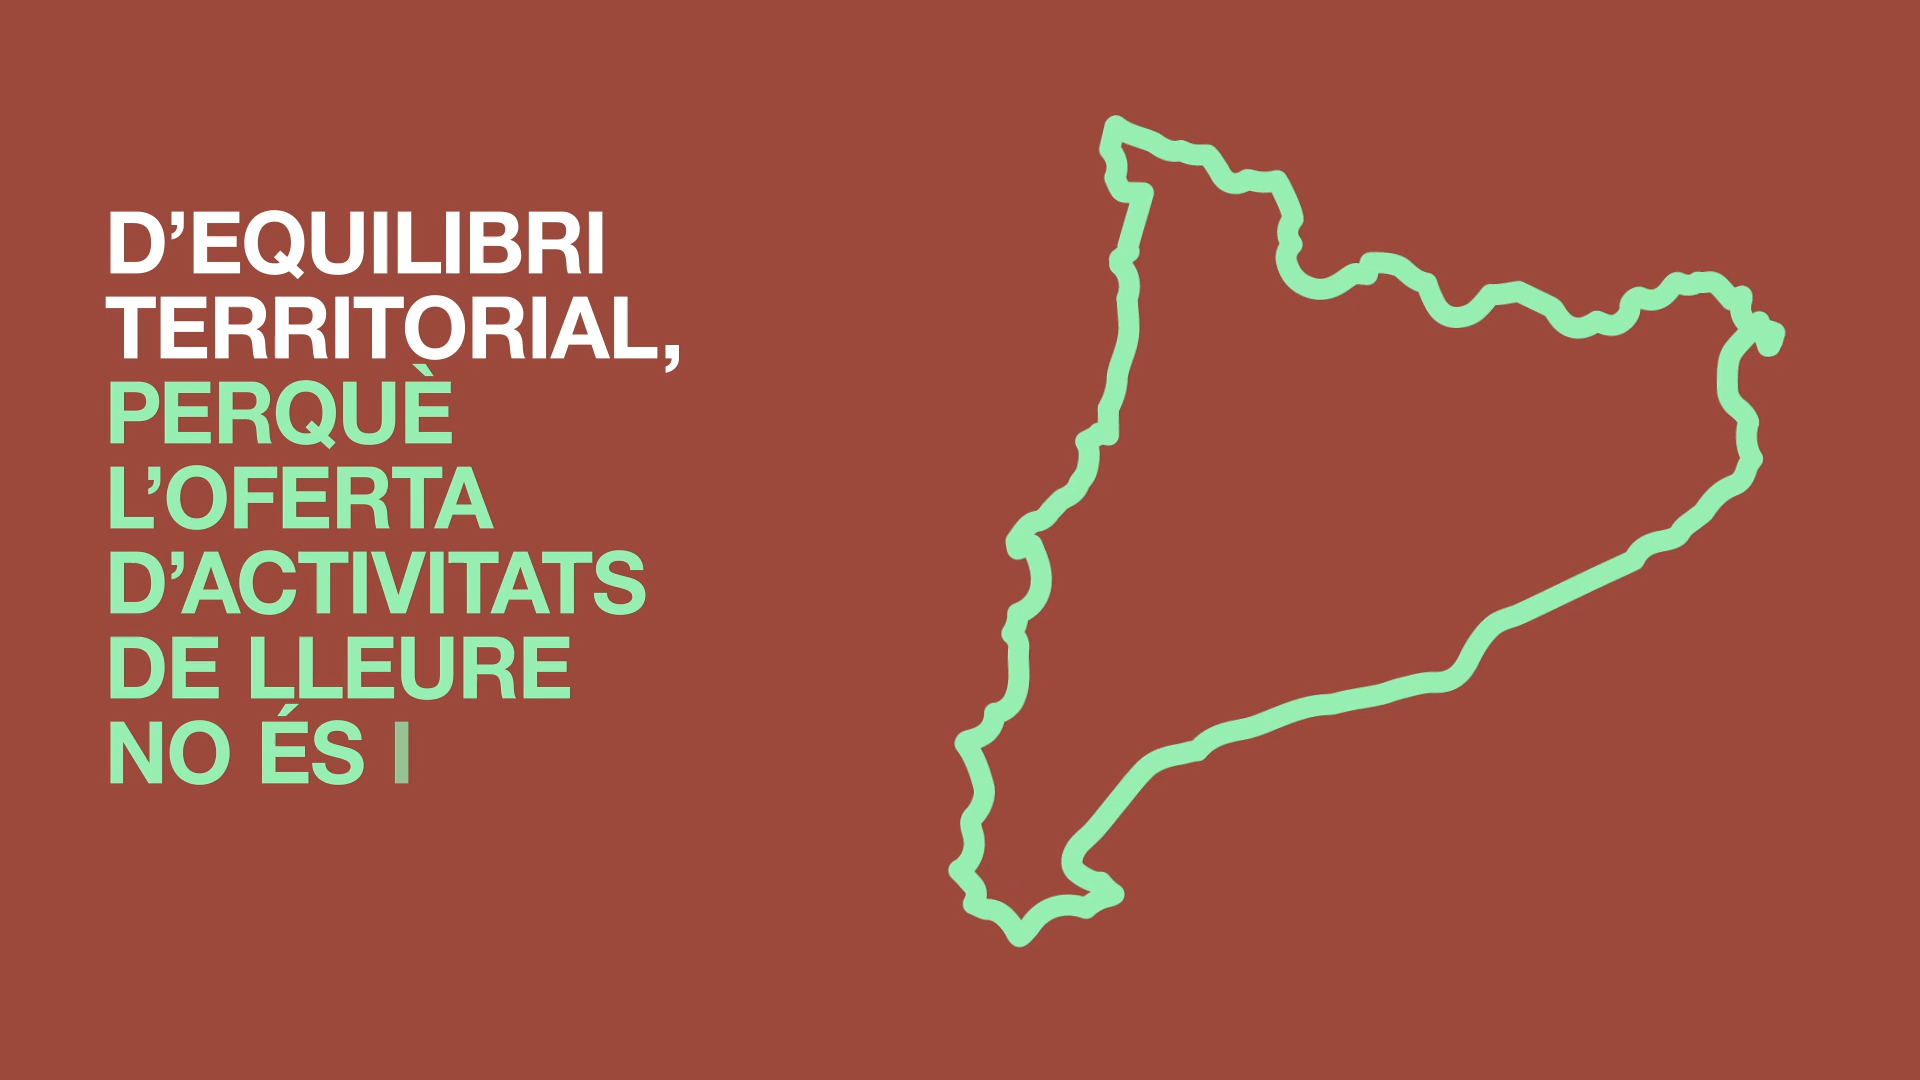 D’EQUILIBRI
TERRITORIAL,
PERQUÈ
L’OFERTA
D’ACTIVITATS
DE LLEURE
NO ÉS I